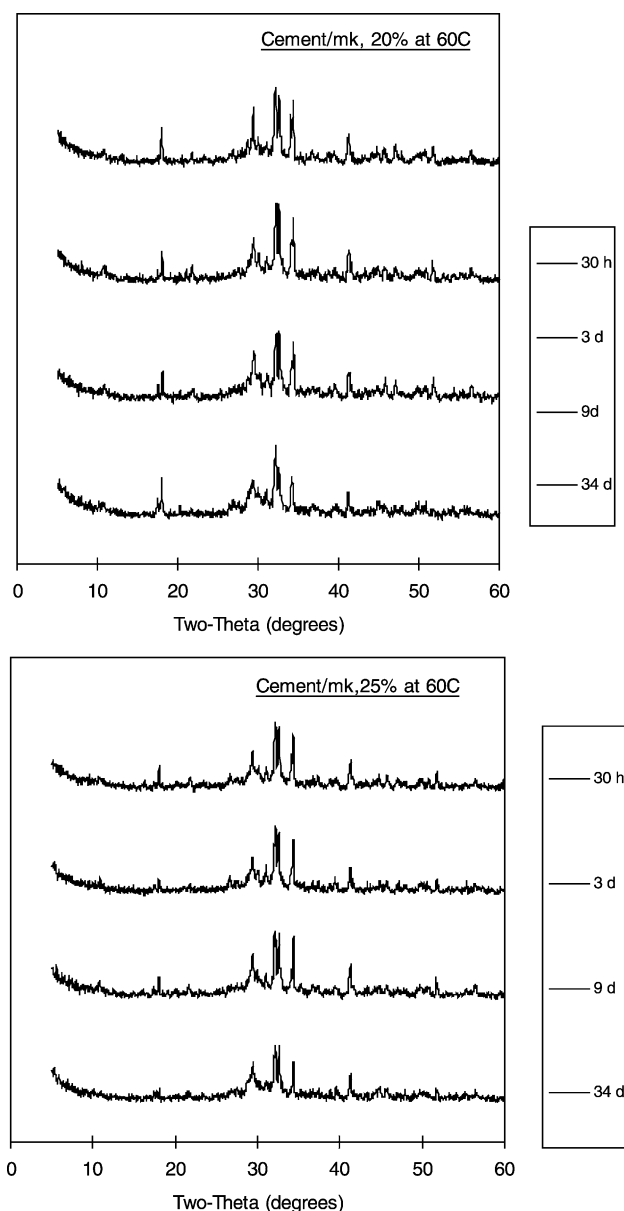 Cement/mk, 20% at 60C
30 h
3 d
9d
34 d
0 10 20 30 40 50 60
Two-Theta (degrees)
Cement/mk,25% at 60C
30 h
3 d
9 d
34 d
0 10 20 30 40 50 60
Two-Theta (degrees)